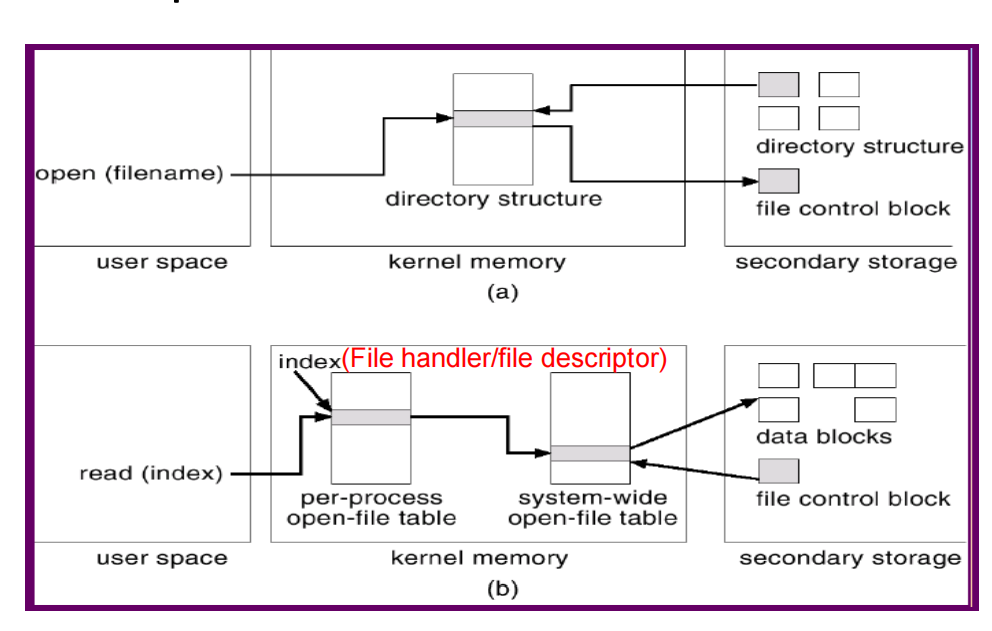 directory structure
open (filename)
directory structure
file control block
user space
kernel memory
secondary storage
(a)
index(File handler/file descriptor)
data blocks
read (index)
per-process
open-file table
system-wide
open-file table
file control block
user space
kernel memory
secondary storage
(b)